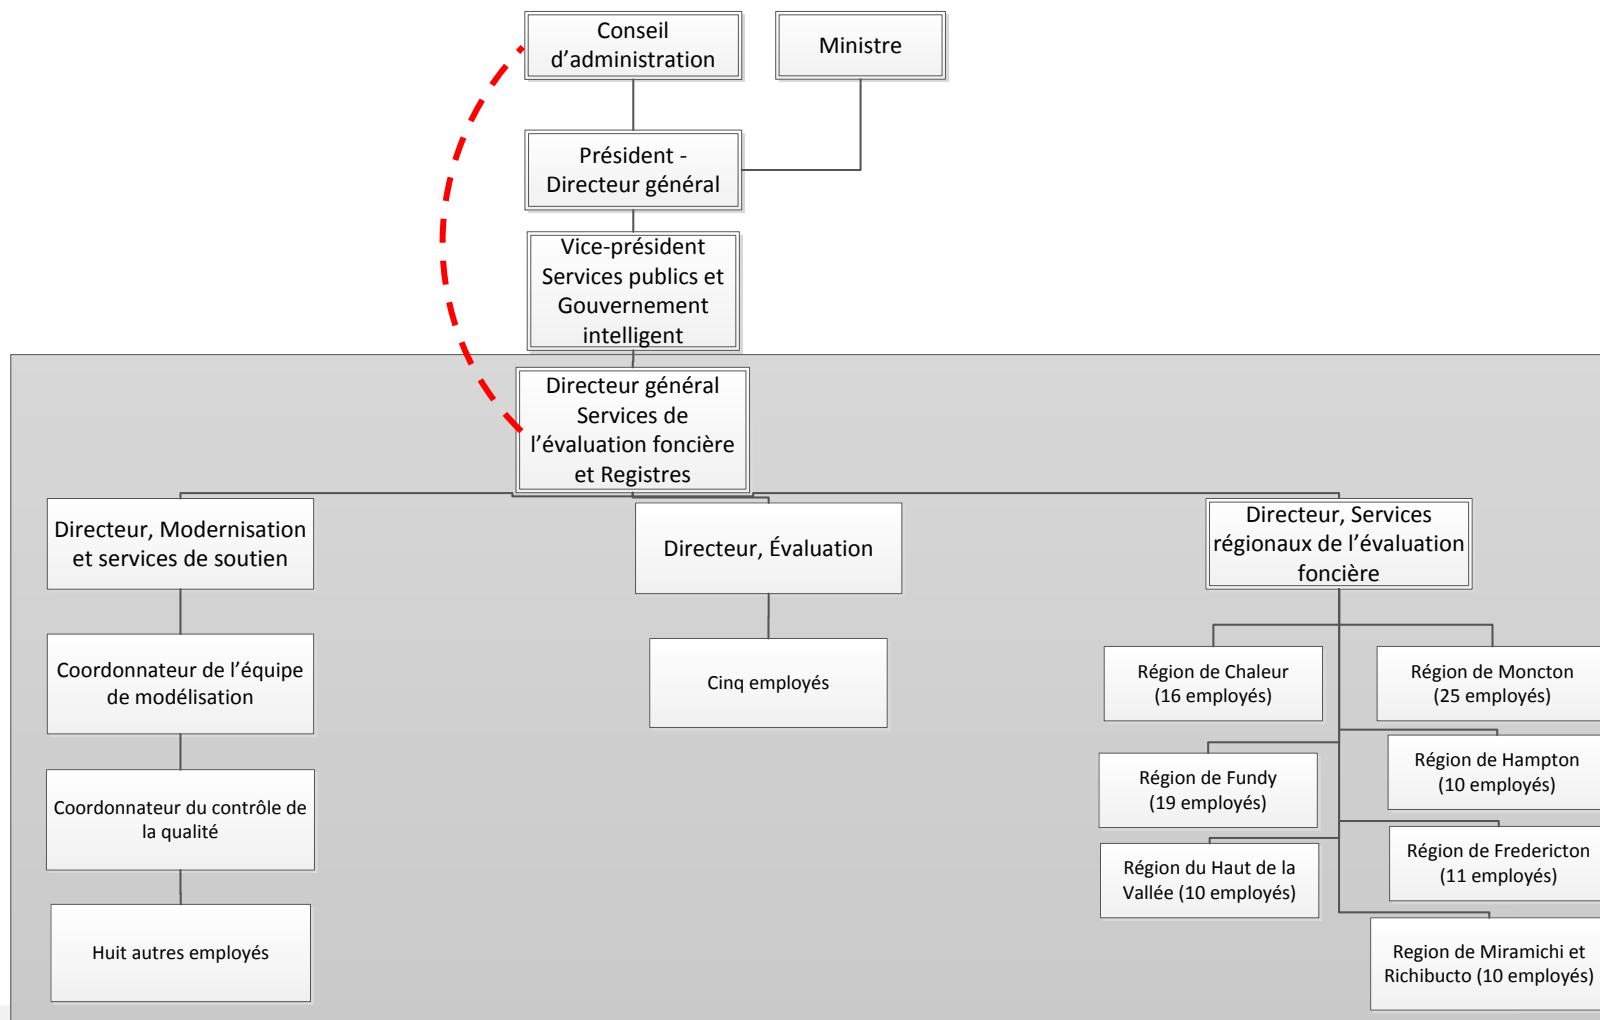 Conseil
d’administration
Ministre
Président -
Directeur général
Vice-président
Services publics et
Gouvernement
intelligent
Directeur général
Services de
l’évaluation foncière
et Registres
Directeur, Modernisation
et services de soutien
Directeur, Évaluation
Directeur, Services
régionaux de l’évaluation
foncière
Coordonnateur de l’équipe
de modélisation
Cinq employés
Région de Chaleur
(16 employés)
Région de Moncton
(25 employés)
Coordonnateur du contrôle de
la qualité
Région de Fundy
(19 employés)
Région de Hampton
(10 employés)
Région du Haut de la
Vallée (10 employés)
Région de Fredericton
(11 employés)
Huit autres employés
Region de Miramichi et
Richibucto (10 employés)